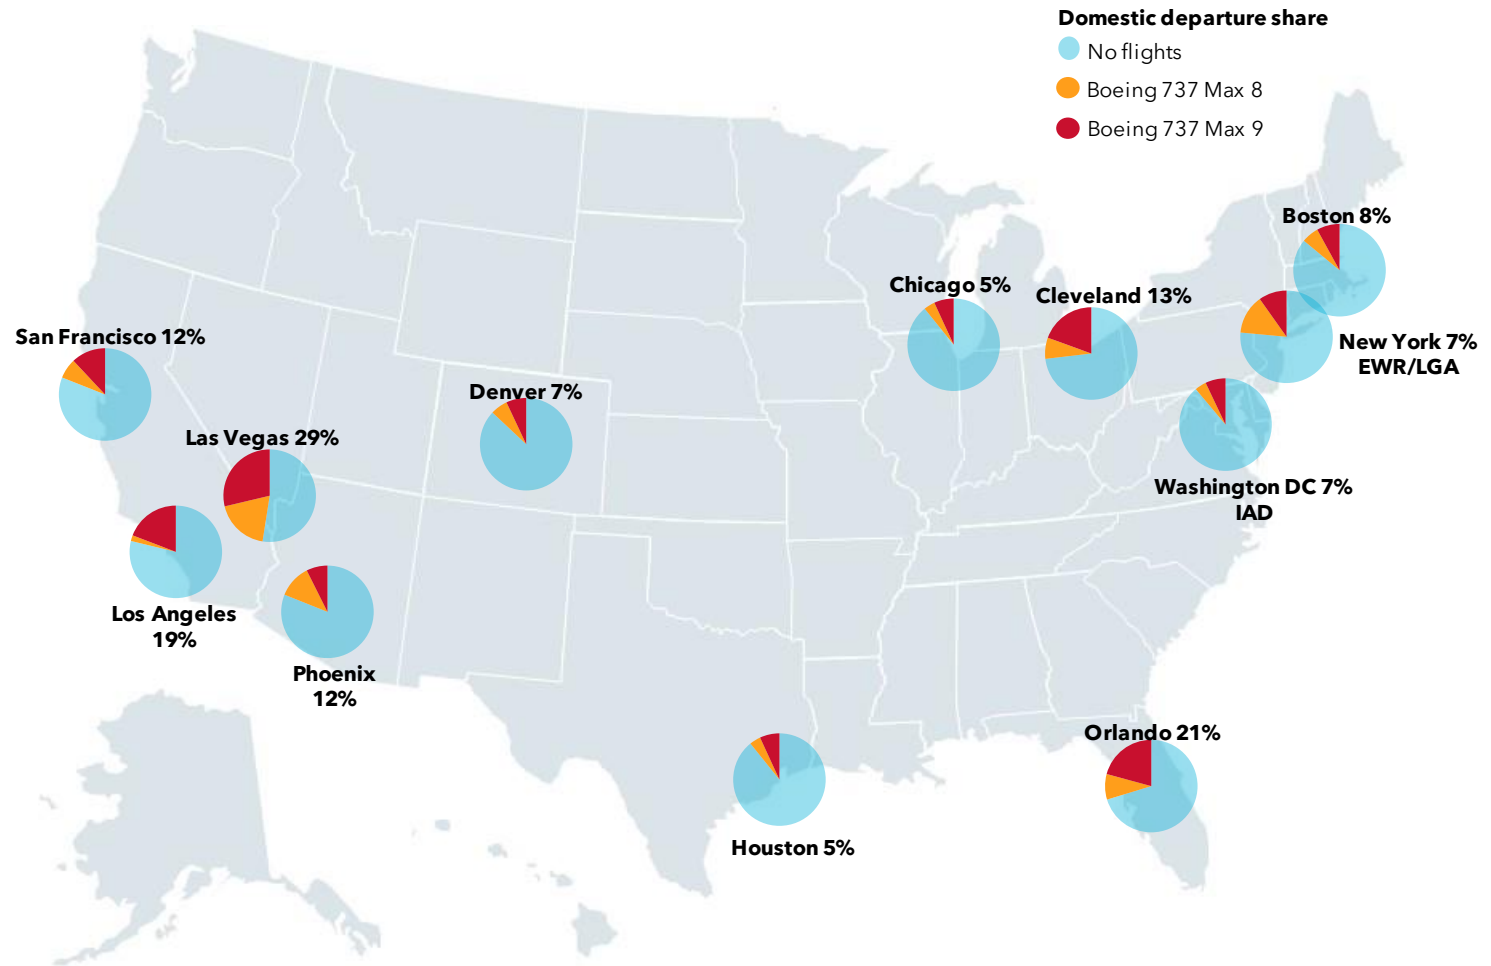 Domestic departure share
No flights
Boeing 737 Max 8
Boeing 737 Max 9
Boston 8%
Chicago 5%
Cleveland 13%
San Francisco 12%
New York 7%
EWR/LGA
Denver 7%
Las Vegas 29%
Washington DC 7%
IAD
Los Angeles
19%
Phoenix
12%
Orlando 21%
Houston 5%